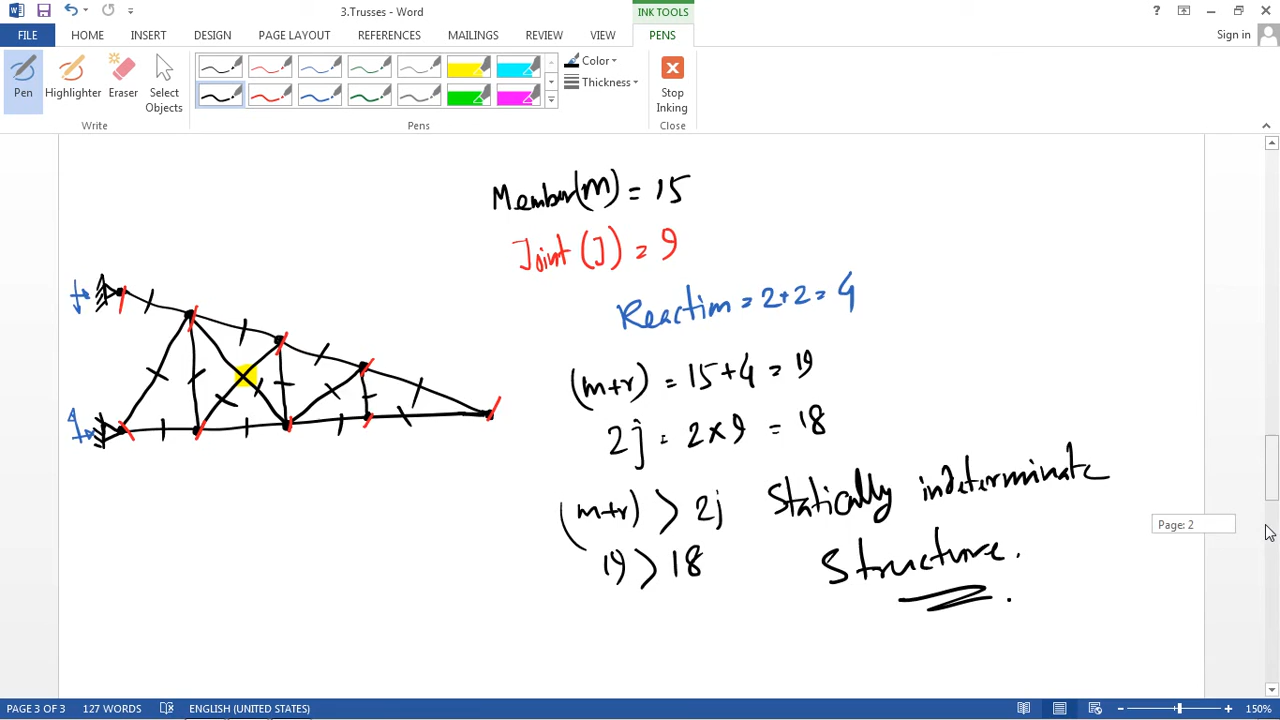 3.Trusses - Word
INK TOOLS
?
FILE
HOME
INSERT
DESIGN
PAGE LAYOUT
REFERENCES
MAILINGS
REVIEW
VIEW
PENS
Sign in
Pen
Highlighter
Eraser
Select Objects
Color
Thickness
Stop Inking
Write
Pens
Close
Member(m) = 15
Joint (J) = 9
Reaction = 2+2 = 4
(m+r) = 15+4 = 19
2j = 2×9 = 18
(m+r) > 2j Statically indeterminate
19 > 18 Structure.
Page: 2
PAGE 3 OF 3
127 WORDS
ENGLISH (UNITED STATES)
150%